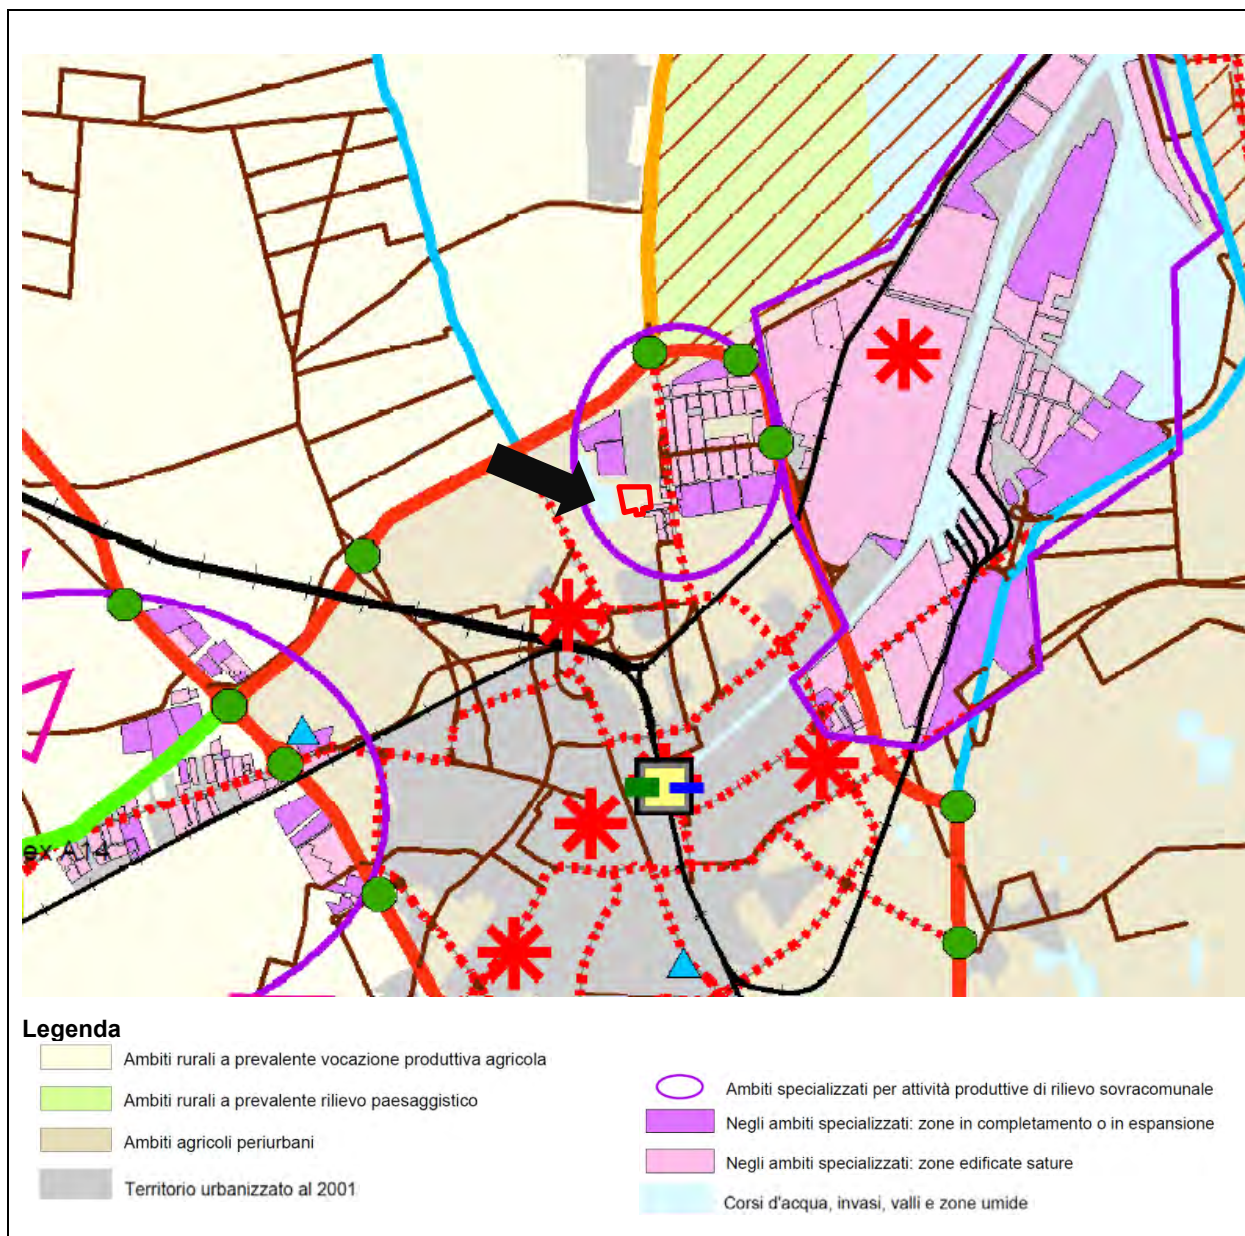 ex A14
Legenda
Ambiti rurali a prevalente vocazione produttiva agricola
Ambiti rurali a prevalente rilievo paesaggistico
Ambiti agricoli periurbani
Territorio urbanizzato al 2001
Ambiti specializzati per attività produttive di rilievo sovracomunale
Negli ambiti specializzati: zone in completamento o in espansione
Negli ambiti specializzati: zone edificate sature
Corsi d'acqua, invasi, valli e zone umide